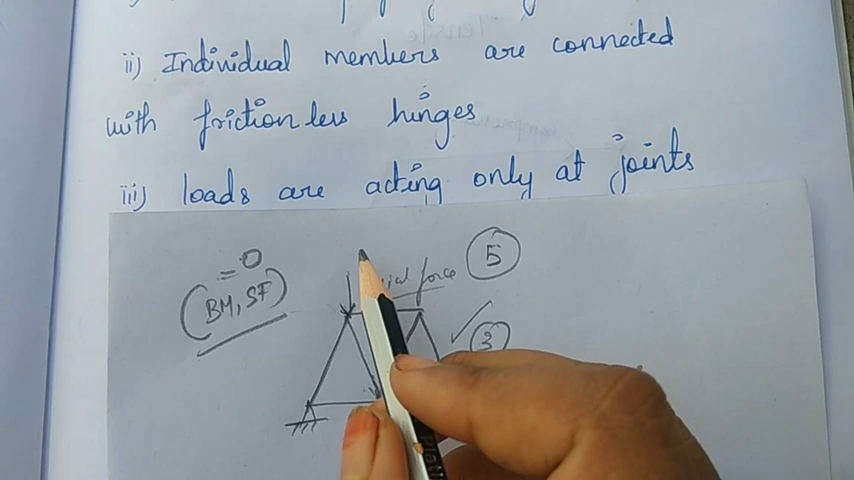 ii) Individual members are connected
with frictionless hinges
iii) loads are acting only at joints
= 0
(BM, SF)
force
5
3